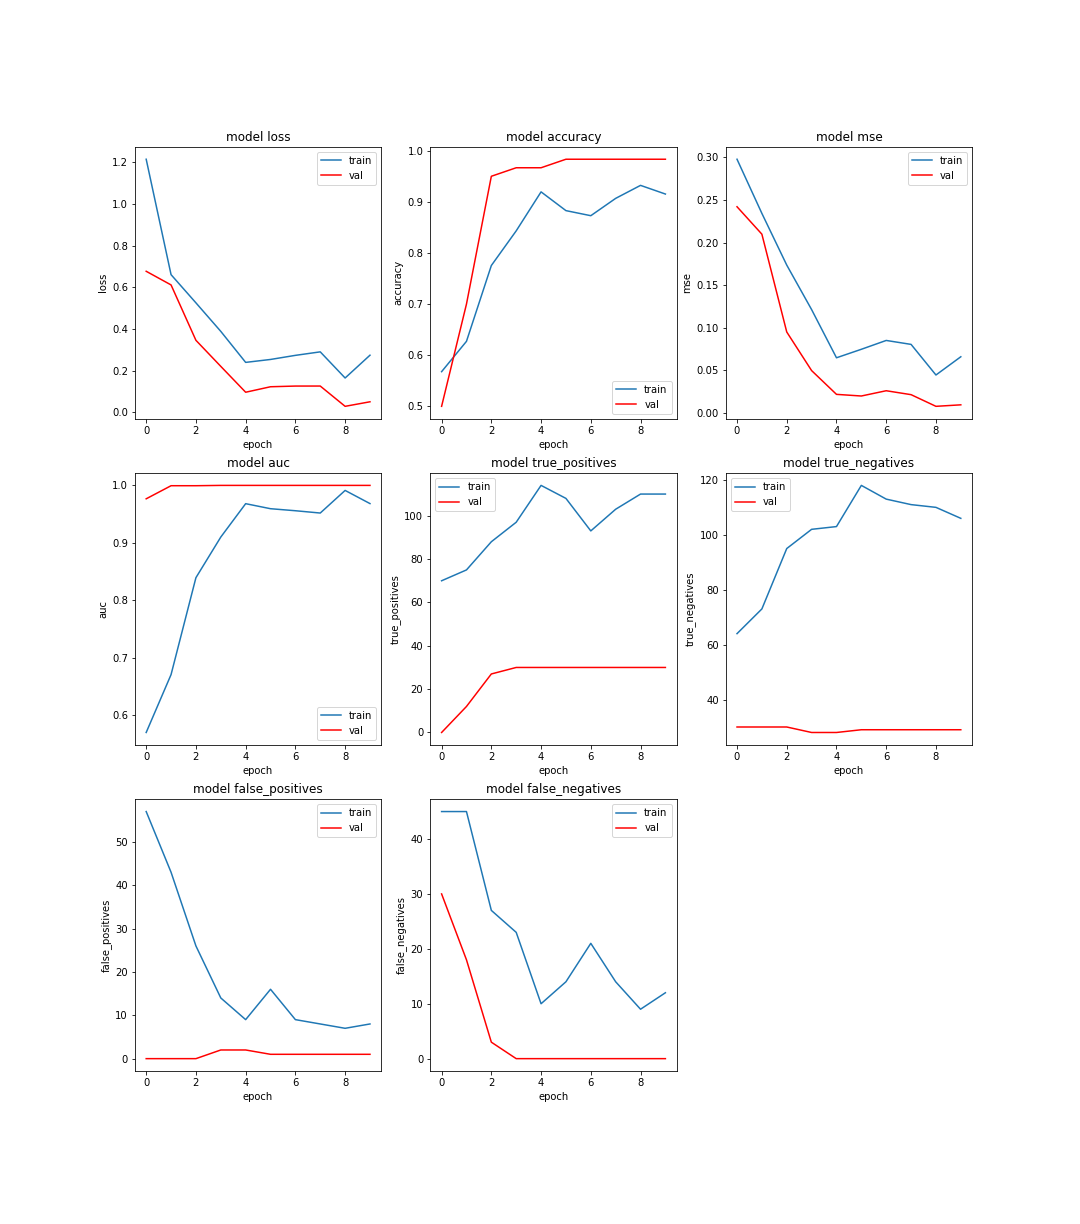 model loss
train
val
1.2
1.0
0.8
0.6
0.4
0.2
0.0
loss
0 2 4 6 8
epoch
model accuracy
train
val
1.0
0.9
0.8
0.7
0.6
0.5
accuracy
0 2 4 6 8
epoch
model mse
train
val
0.30
0.25
0.20
0.15
0.10
0.05
0.00
mse
0 2 4 6 8
epoch
model auc
train
val
1.0
0.9
0.8
0.7
0.6
auc
0 2 4 6 8
epoch
model true_positives
train
val
100
80
60
40
20
0
true_positives
0 2 4 6 8
epoch
model true_negatives
train
val
120
100
80
60
40
true_negatives
0 2 4 6 8
epoch
model false_positives
train
val
50
40
30
20
10
0
false_positives
0 2 4 6 8
epoch
model false_negatives
train
val
40
30
20
10
0
false_negatives
0 2 4 6 8
epoch